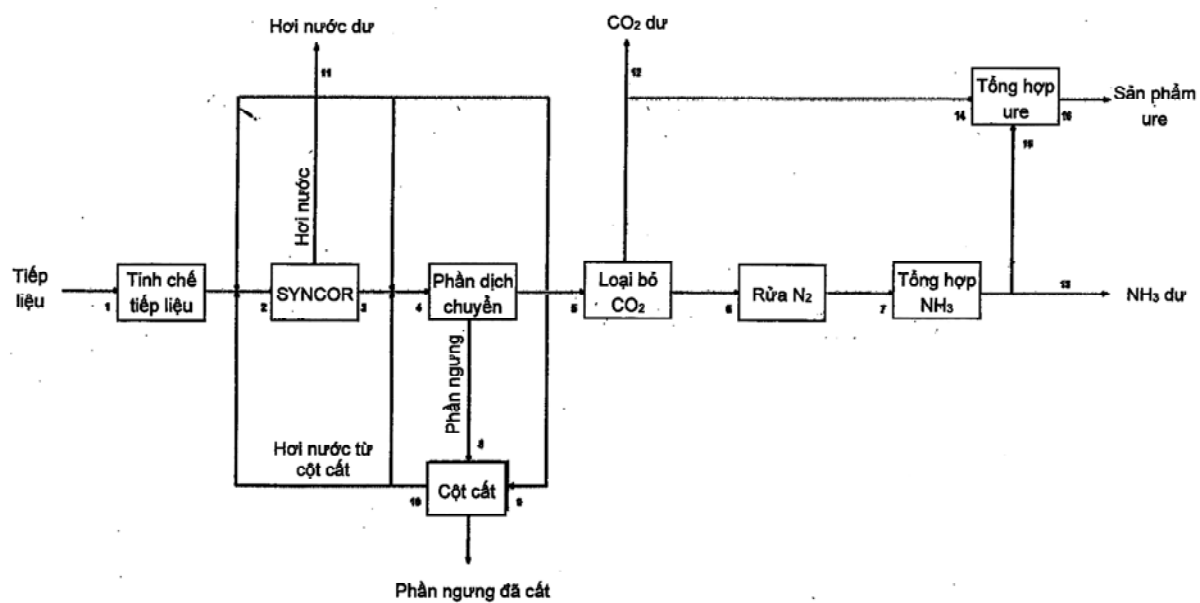 Hơi nước dư
CO₂ dư
11
12
Tổng hợp
ure
14
16
Sản phẩm
ure
15
Hơi nước
Tiếp
liệu
1
Tinh chế
tiếp liệu
2
SYNCOR
3
4
Phần dịch
chuyển
5
Loại bỏ
CO₂
6
Rửa N₂
7
Tổng hợp
NH₃
13
NH₃ dư
Phần ngưng
8
Hơi nước từ
cột cất
10
Cột cất
9
Phần ngưng đã cất